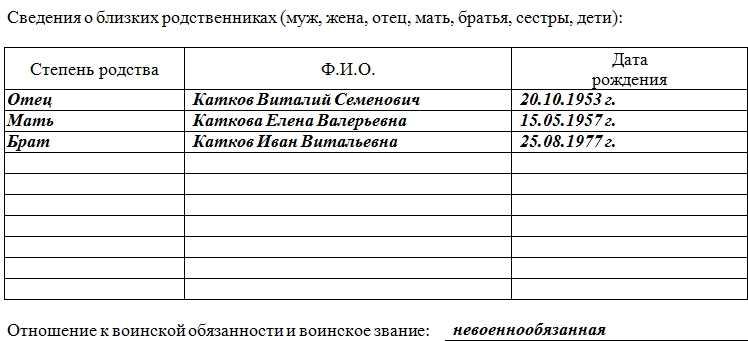 Сведения о близких родственниках (муж, жена, отец, мать, братья, сестры, дети):
Степень родства Ф.И.О. Дата рождения
Отец Катков Виталий Семенович 20.10.1953 г.
Мать Каткова Елена Валерьевна 15.05.1957 г.
Брат Катков Иван Витальевна 25.08.1977 г.
Отношение к воинской обязанности и воинское звание: невоеннообязанная